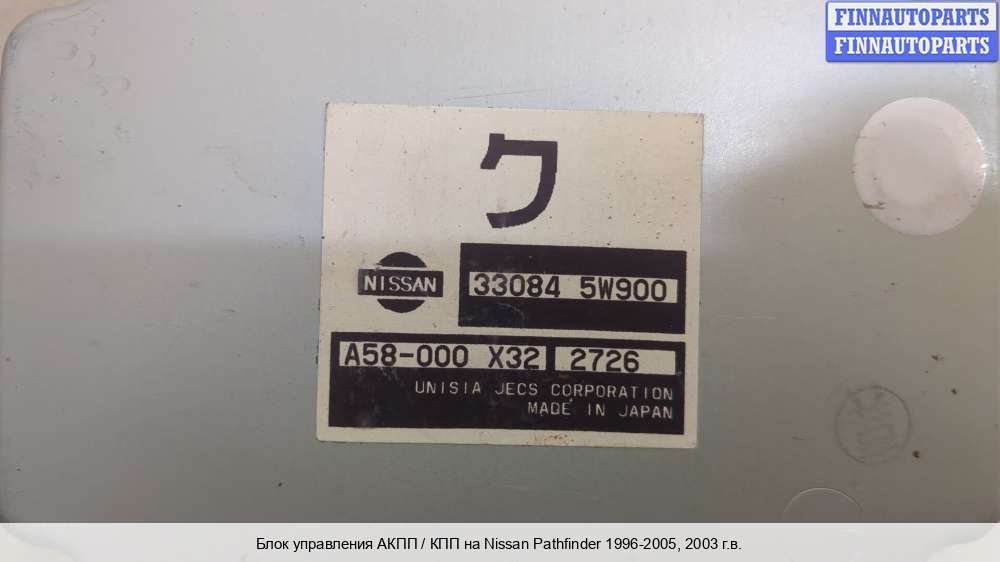 FINNAUTOPARTS
FINNAUTOPARTS
ク
NISSAN
33084 5W900
A58-000 X32 2726
UNISIA JECS CORPORATION
MADE IN JAPAN
Блок управления АКПП / КПП на Nissan Pathfinder 1996-2005, 2003 г.в.